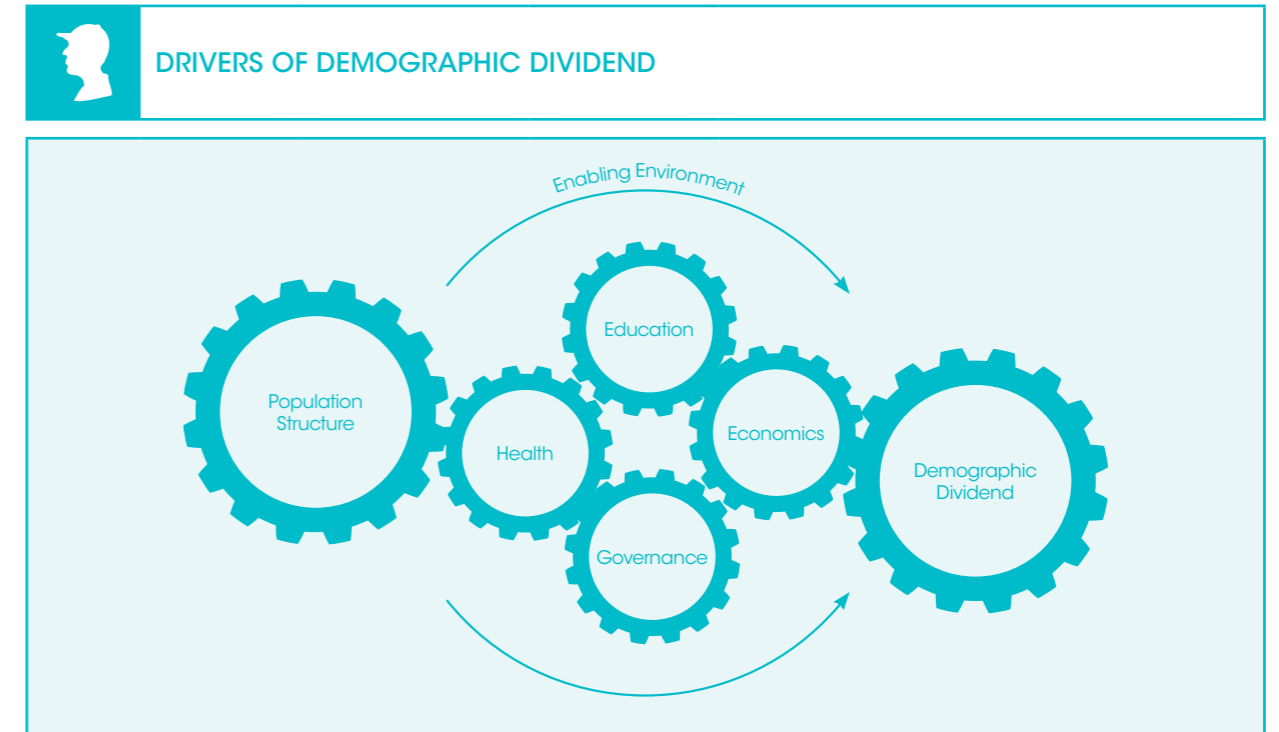 DRIVERS OF DEMOGRAPHIC DIVIDEND
Enabling Environment
Education
Population
Structure
Health
Economics
Demographic
Dividend
Governance